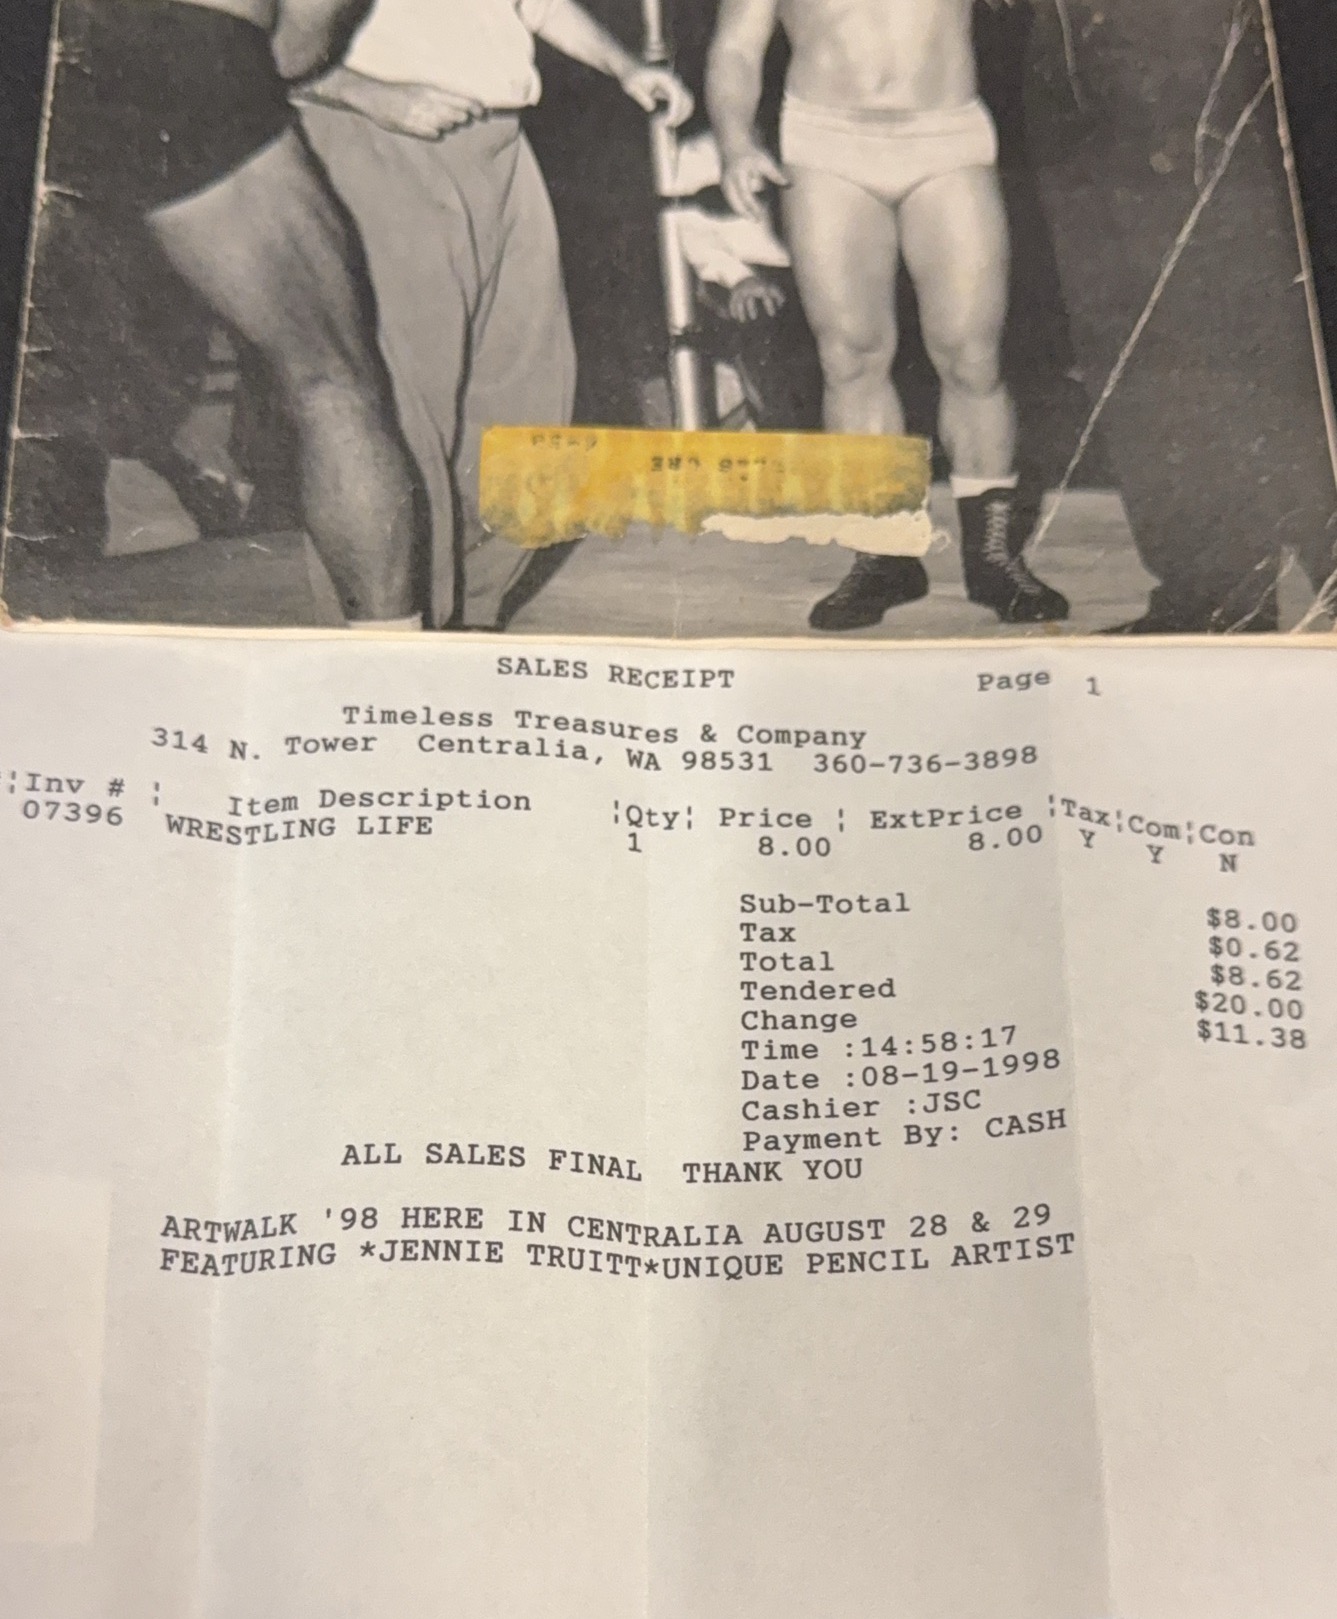 SALES RECEIPT Page 1
Timeless Treasures & Company
314 N. Tower Centralia, WA 98531 360-736-3898
¦Inv # ¦ Item Description ¦Qty¦ Price ¦ ExtPrice ¦Tax¦Com¦Con
07396 WRESTLING LIFE 1 8.00 8.00 Y Y N
Sub-Total $8.00
Tax $0.62
Total $8.62
Tendered $20.00
Change $11.38
Time :14:58:17
Date :08-19-1998
Cashier :JSC
Payment By: CASH
ALL SALES FINAL THANK YOU
ARTWALK '98 HERE IN CENTRALIA AUGUST 28 & 29
FEATURING *JENNIE TRUITT*UNIQUE PENCIL ARTIST